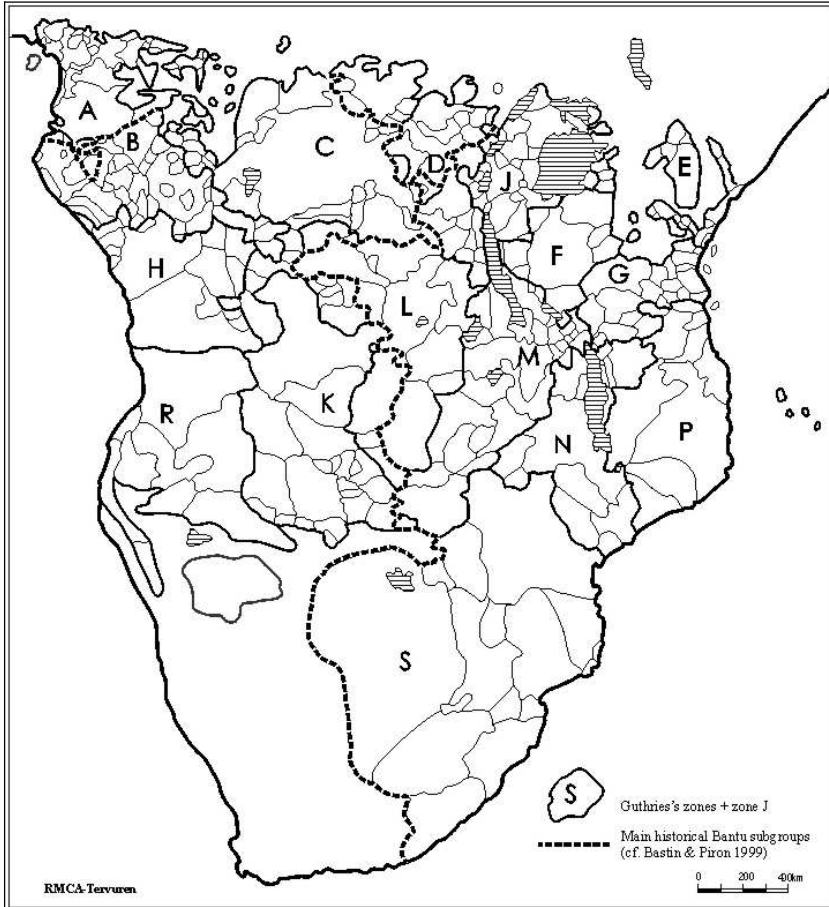 A
B
C
D
J
E
H
F
G
L
M
K
R
N
P
S
S
Guthries's zones + zone J
Main historical Bantu subgroups
(cf. Bastin & Piron 1999)
RMCA-Tervuren
0 200 400km